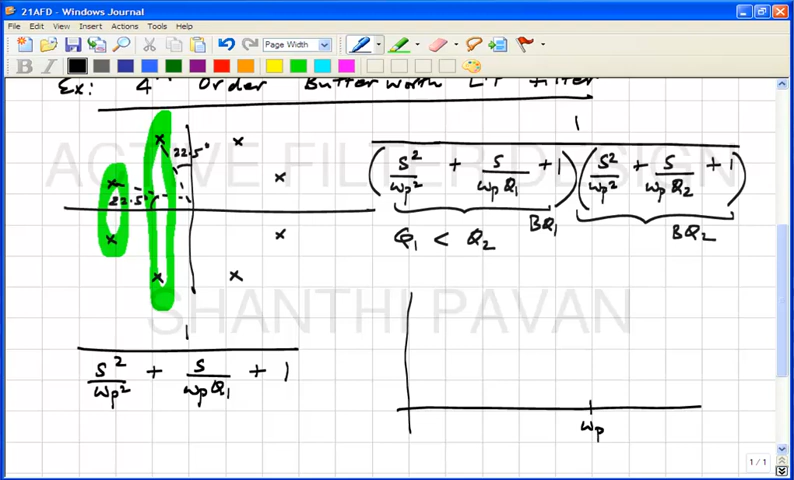 21AFD - Windows Journal
File Edit View Insert Actions Tools Help
Page Width
B I
Ex: 4th Order Butterworth LP Filter
ACTIVE FILTER DESIGN
22.5°
22.5°
1
(s²/ωp² + s/ωpQ₁ + 1)(s²/ωp² + s/ωpQ₂ + 1)
BQ₁ BQ₂
Q₁ < Q₂
SHANTHI PAVAN
1
s²/ωp² + s/ωpQ₁ + 1
ωp
1/1